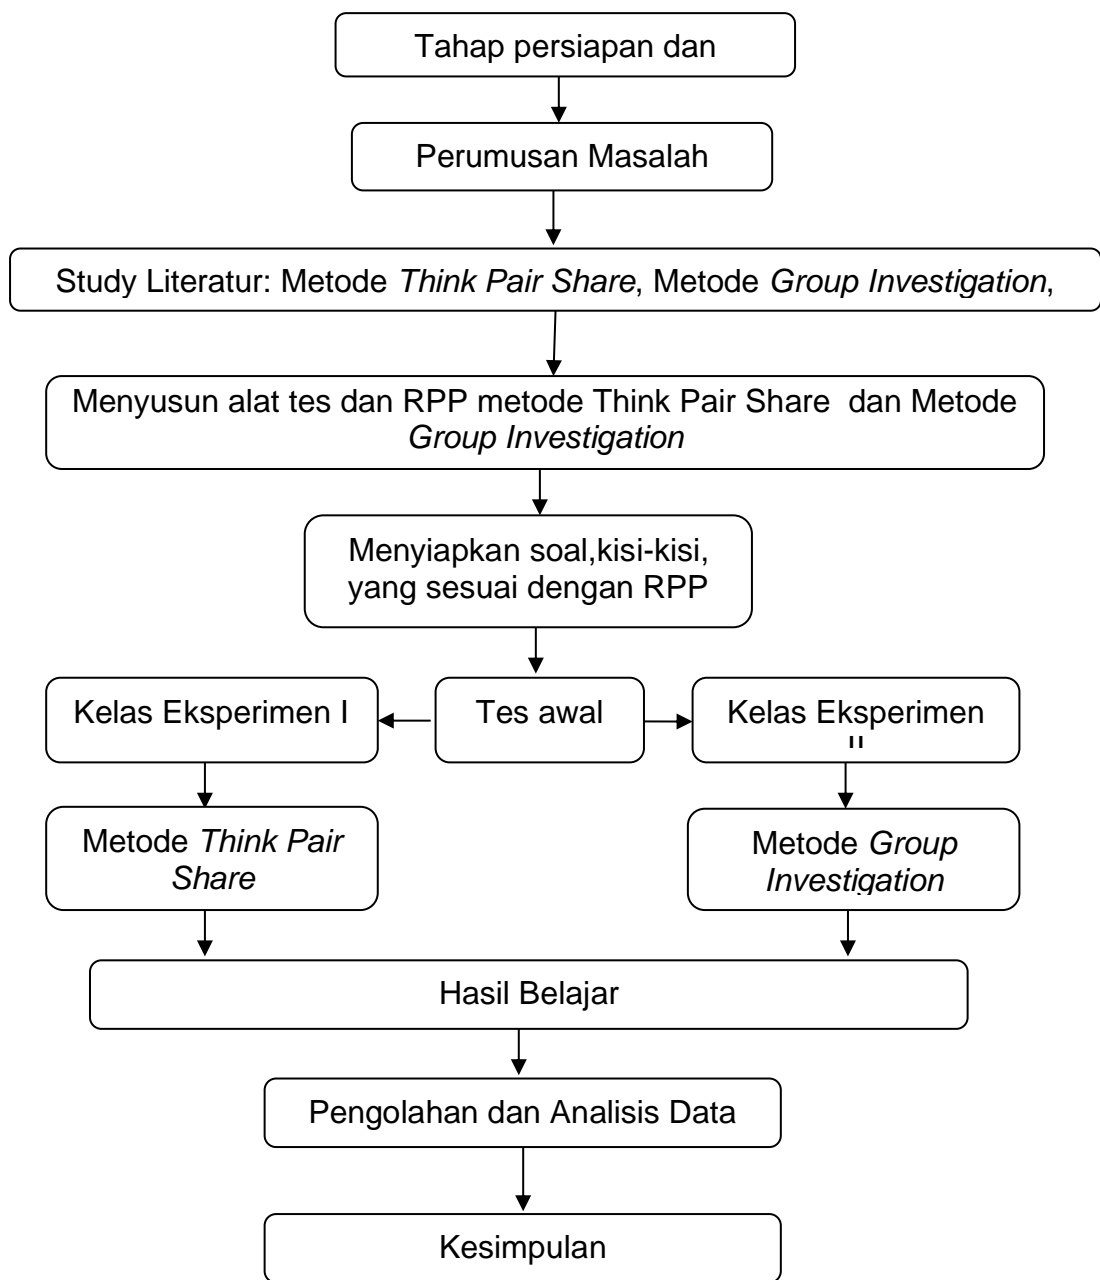 Tahap persiapan dan
Perumusan Masalah
Study Literatur: Metode Think Pair Share, Metode Group Investigation,
Menyusun alat tes dan RPP metode Think Pair Share  dan Metode
Group Investigation
Menyiapkan soal,kisi-kisi,
yang sesuai dengan RPP
Kelas Eksperimen I
Tes awal
Kelas Eksperimen
II
Metode Think Pair
Share
Metode Group
Investigation
Hasil Belajar
Pengolahan dan Analisis Data
Kesimpulan